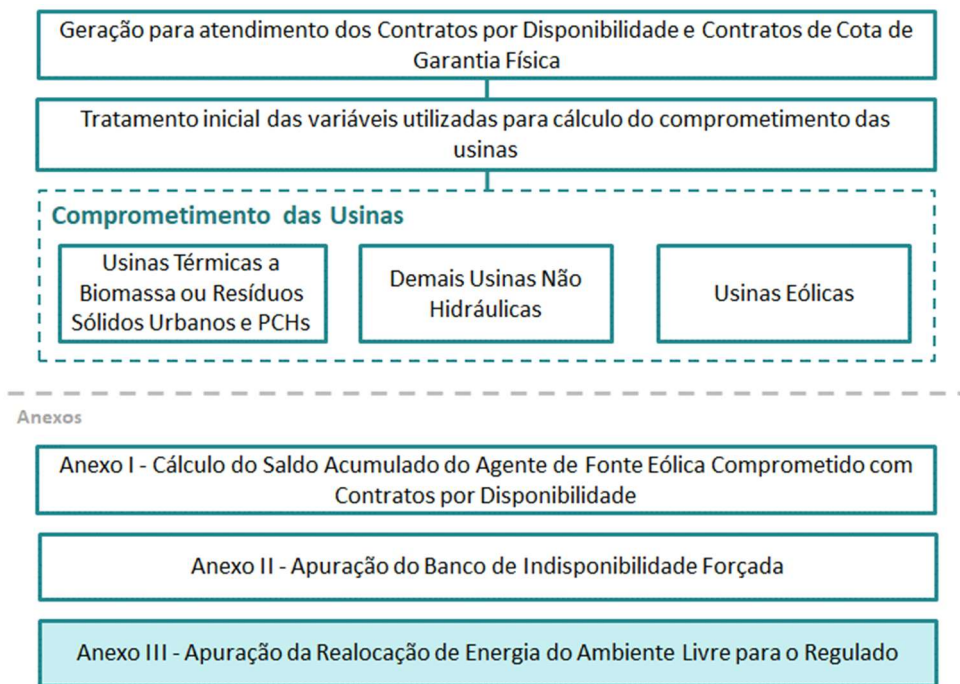 Geração para atendimento dos Contratos por Disponibilidade e Contratos de Cota de
Garantia Física
Tratamento inicial das variáveis utilizadas para cálculo do comprometimento das
usinas
Comprometimento das Usinas
Usinas Térmicas a
Biomassa ou Resíduos
Sólidos Urbanos e PCHs
Demais Usinas Não
Hidráulicas
Usinas Eólicas
Anexos
Anexo I - Cálculo do Saldo Acumulado do Agente de Fonte Eólica Comprometido com
Contratos por Disponibilidade
Anexo II - Apuração do Banco de Indisponibilidade Forçada
Anexo III - Apuração da Realocação de Energia do Ambiente Livre para o Regulado